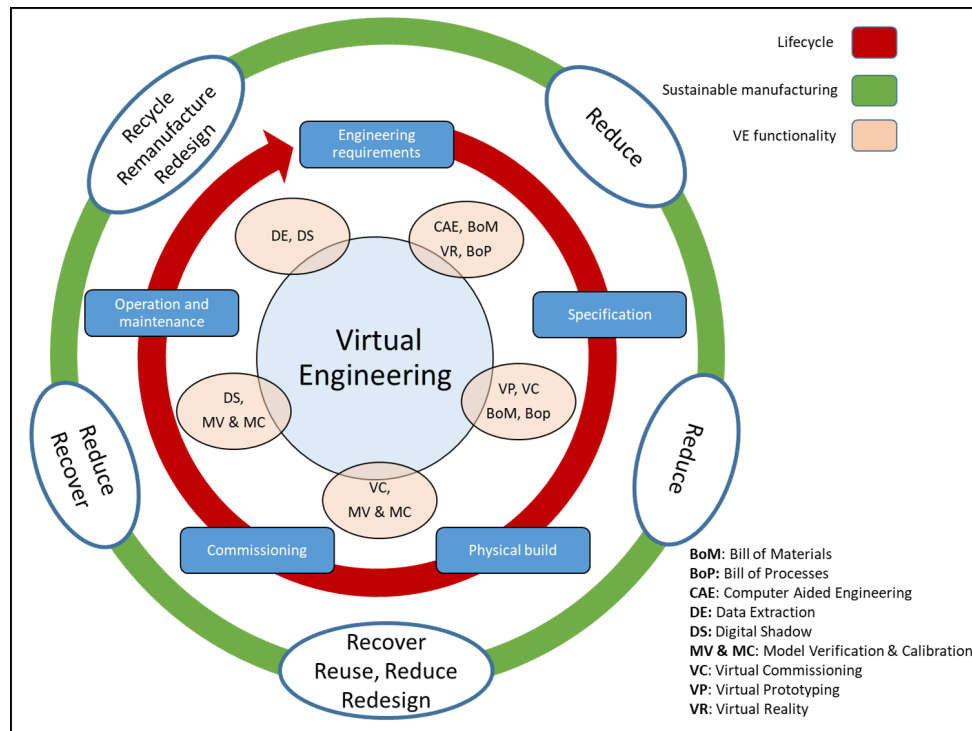 Lifecycle
Sustainable manufacturing
VE functionality
Recycle
Remanufacture
Redesign
Reduce
Engineering
requirements
DE, DS
CAE, BoM
VR, BoP
Operation and
maintenance
Specification
Virtual
Engineering
DS,
MV & MC
VP, VC
BoM, Bop
Reduce
Recover
Reduce
VC,
MV & MC
Commissioning
Physical build
Recover
Reuse, Reduce
Redesign
BoM: Bill of Materials
BoP: Bill of Processes
CAE: Computer Aided Engineering
DE: Data Extraction
DS: Digital Shadow
MV & MC: Model Verification & Calibration
VC: Virtual Commissioning
VP: Virtual Prototyping
VR: Virtual Reality